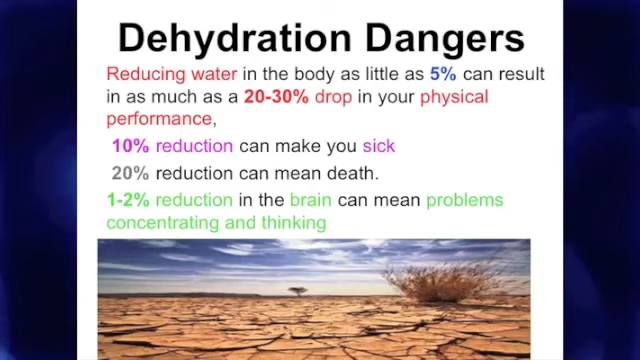 Dehydration Dangers
Reducing water in the body as little as 5% can result
in as much as a 20-30% drop in your physical
performance,
10% reduction can make you sick
20% reduction can mean death.
1-2% reduction in the brain can mean problems
concentrating and thinking